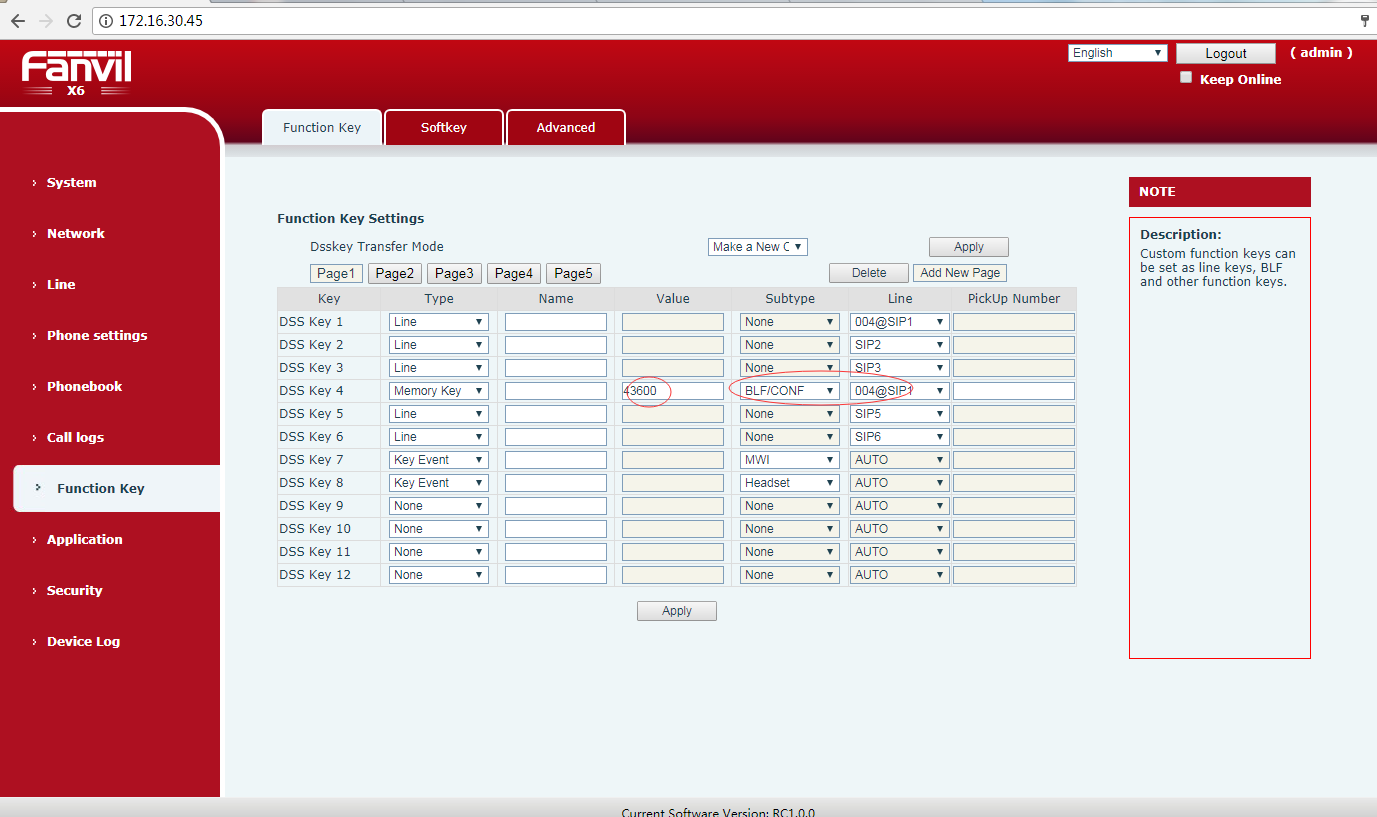 172.16.30.45
Fanvil
X6
English
Logout
( admin )
Keep Online
Function Key
Softkey
Advanced
System
Network
Line
Phone settings
Phonebook
Call logs
Function Key
Application
Security
Device Log
Function Key Settings
Dsskey Transfer Mode Make a New C Apply
Page1 Page2 Page3 Page4 Page5 Delete Add New Page
Key Type Name Value Subtype Line PickUp Number
DSS Key 1 Line None 004@SIP1
DSS Key 2 Line None SIP2
DSS Key 3 Line None SIP3
DSS Key 4 Memory Key 43600 BLF/CONF 004@SIP1
DSS Key 5 Line None SIP5
DSS Key 6 Line None SIP6
DSS Key 7 Key Event MWI AUTO
DSS Key 8 Key Event Headset AUTO
DSS Key 9 None None AUTO
DSS Key 10 None None AUTO
DSS Key 11 None None AUTO
DSS Key 12 None None AUTO
Apply
NOTE
Description:
Custom function keys can
be set as line keys, BLF
and other function keys.
Current Software Version: RC1.0.0